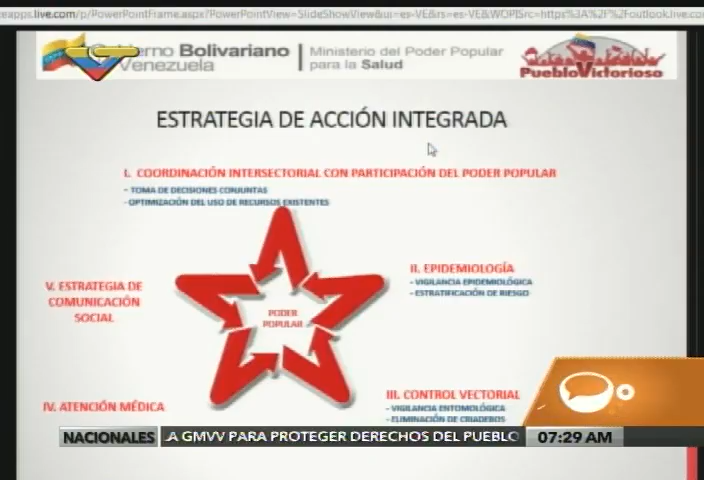 eapps.live.com/p/PowerPointFrame.aspx?PowerPointView=SlideShowView&ui=es-VE&rs=es-VE&WOPISrc=https%3A%2F%2Foutlook.live.co
Bolivariano
Venezuela
Ministerio del Poder Popular
para la Salud
PuebloVictorioso
ESTRATEGIA DE ACCIÓN INTEGRADA
I. COORDINACIÓN INTERSECTORIAL CON PARTICIPACIÓN DEL PODER POPULAR
- TOMA DE DECISIONES CONJUNTAS
- OPTIMIZACIÓN DEL USO DE RECURSOS EXISTENTES
II. EPIDEMIOLOGÍA
- VIGILANCIA EPIDEMIOLÓGICA
- ESTRATIFICACIÓN DE RIESGO
V. ESTRATEGIA DE
COMUNICACIÓN
SOCIAL
PODER
POPULAR
III. CONTROL VECTORIAL
- VIGILANCIA ENTOMOLÓGICA
- ELIMINACIÓN DE CRIADEROS
IV. ATENCIÓN MÉDICA
NACIONALES
LA GMVV PARA PROTEGER DERECHOS DEL PUEBLO
07:29 AM